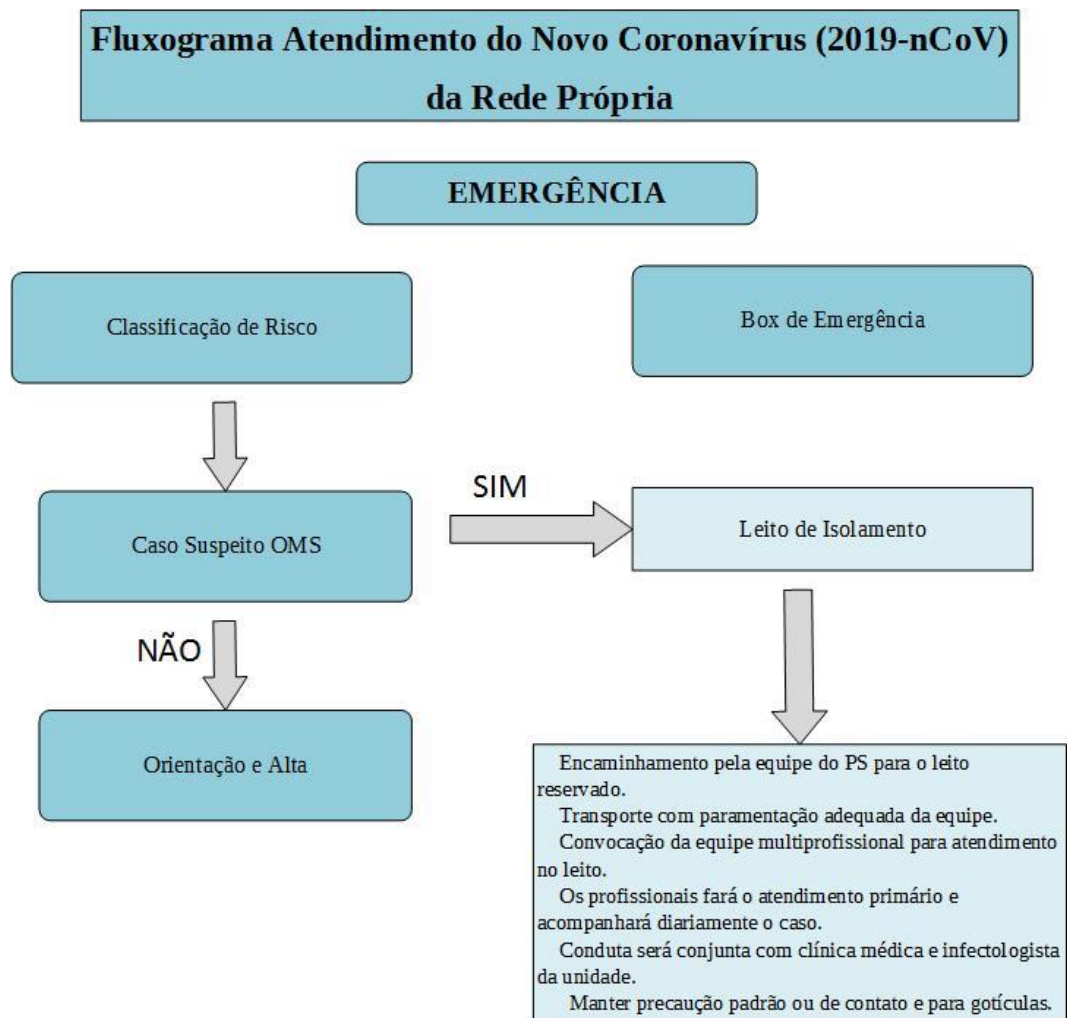 Fluxograma Atendimento do Novo Coronavírus (2019-nCoV)
da Rede Própria
EMERGÊNCIA
Classificação de Risco
Box de Emergência
Caso Suspeito OMS
SIM
Leito de Isolamento
NÃO
Orientação e Alta
Encaminhamento pela equipe do PS para o leito
reservado.
Transporte com paramentação adequada da equipe.
Convocação da equipe multiprofissional para atendimento
no leito.
Os profissionais fará o atendimento primário e
acompanhará diariamente o caso.
Conduta será conjunta com clínica médica e infectologista
da unidade.
Manter precaução padrão ou de contato e para gotículas.